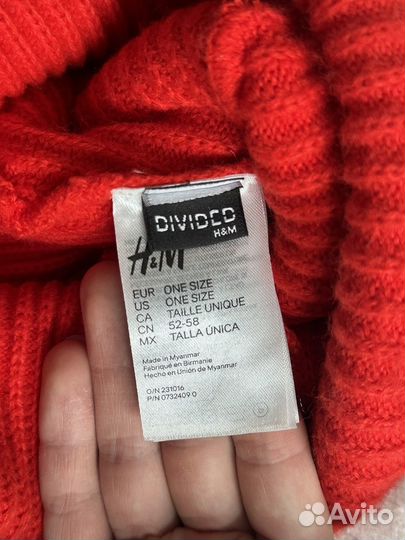 DIVIDED
H&M
H&M
EUR ONE SIZE
US ONE SIZE
CA TAILLE UNIQUE
CN 52-58
MX TALLA ÚNICA
Made in Myanmar
Fabriqué en Birmanie
Hecho en Unión de Myanmar
O/N 231016
P/N 0732409 0
Avito